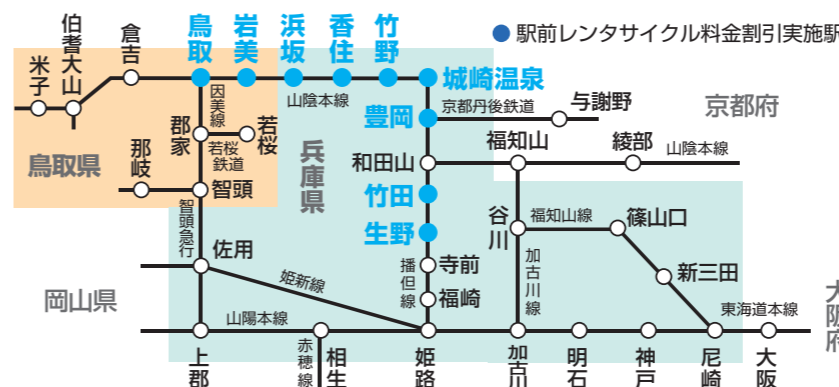 ● 駅前レンタサイクル料金割引実施駅
米子
伯耆大山
倉吉
鳥取
岩美
浜坂
香住
竹野
城崎温泉
山陰本線
因美線
京都丹後鉄道
与謝野
京都府
豊岡
郡家
若桜
若桜
鉄道
鳥取県
那岐
智頭
兵庫県
和田山
福知山
綾部
山陰本線
竹田
生野
智頭急行
佐用
姫新線
播但線
寺前
福崎
谷川
福知山線
篠山口
加古川線
新三田
岡山県
大阪府
山陽本線
東海道本線
上郡
赤穂線
相生
姫路
加古川
明石
神戸
尼崎
大阪